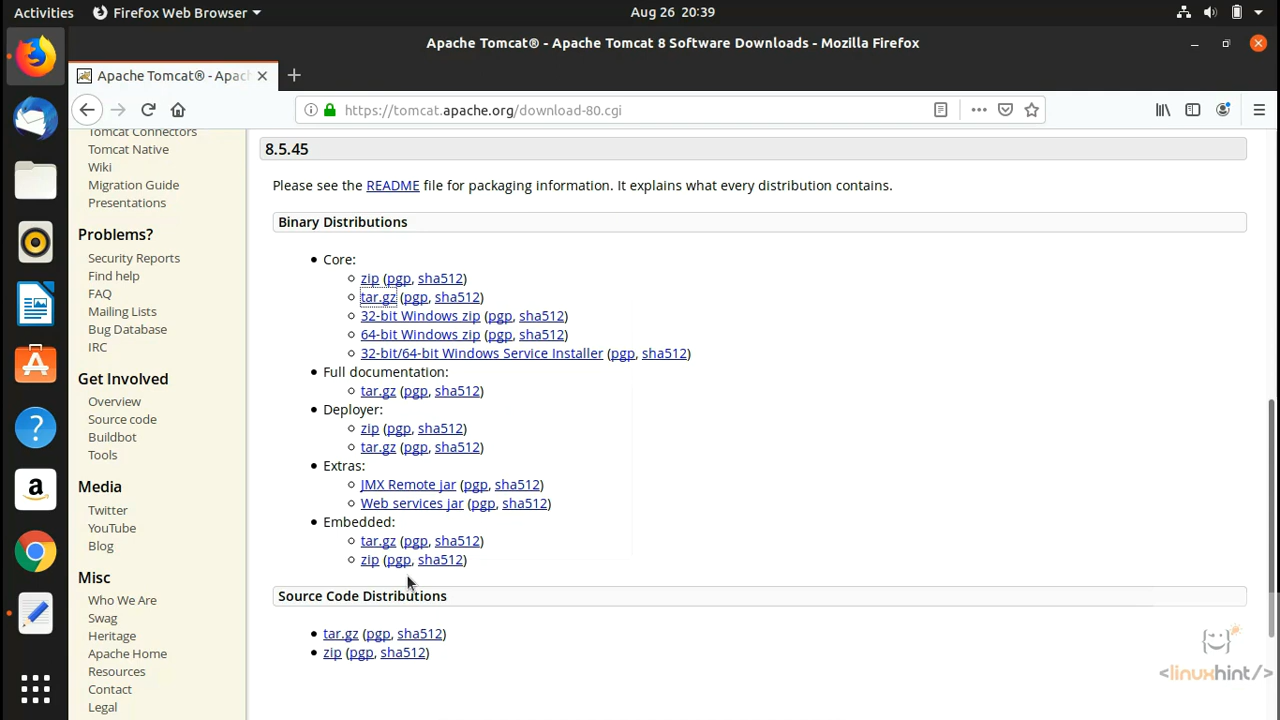 Activities
Firefox Web Browser
Aug 26 20:39
Apache Tomcat® - Apache Tomcat 8 Software Downloads - Mozilla Firefox
Apache Tomcat® - Apac
https://tomcat.apache.org/download-80.cgi
Tomcat Connectors
Tomcat Native
Wiki
Migration Guide
Presentations
Problems?
Security Reports
Find help
FAQ
Mailing Lists
Bug Database
IRC
Get Involved
Overview
Source code
Buildbot
Tools
Media
Twitter
YouTube
Blog
Misc
Who We Are
Swag
Heritage
Apache Home
Resources
Contact
Legal
8.5.45
Please see the README file for packaging information. It explains what every distribution contains.
Binary Distributions
Core:
zip (pgp, sha512)
tar.gz (pgp, sha512)
32-bit Windows zip (pgp, sha512)
64-bit Windows zip (pgp, sha512)
32-bit/64-bit Windows Service Installer (pgp, sha512)
Full documentation:
tar.gz (pgp, sha512)
Deployer:
zip (pgp, sha512)
tar.gz (pgp, sha512)
Extras:
JMX Remote jar (pgp, sha512)
Web services jar (pgp, sha512)
Embedded:
tar.gz (pgp, sha512)
zip (pgp, sha512)
Source Code Distributions
tar.gz (pgp, sha512)
zip (pgp, sha512)
<linuxhint/>